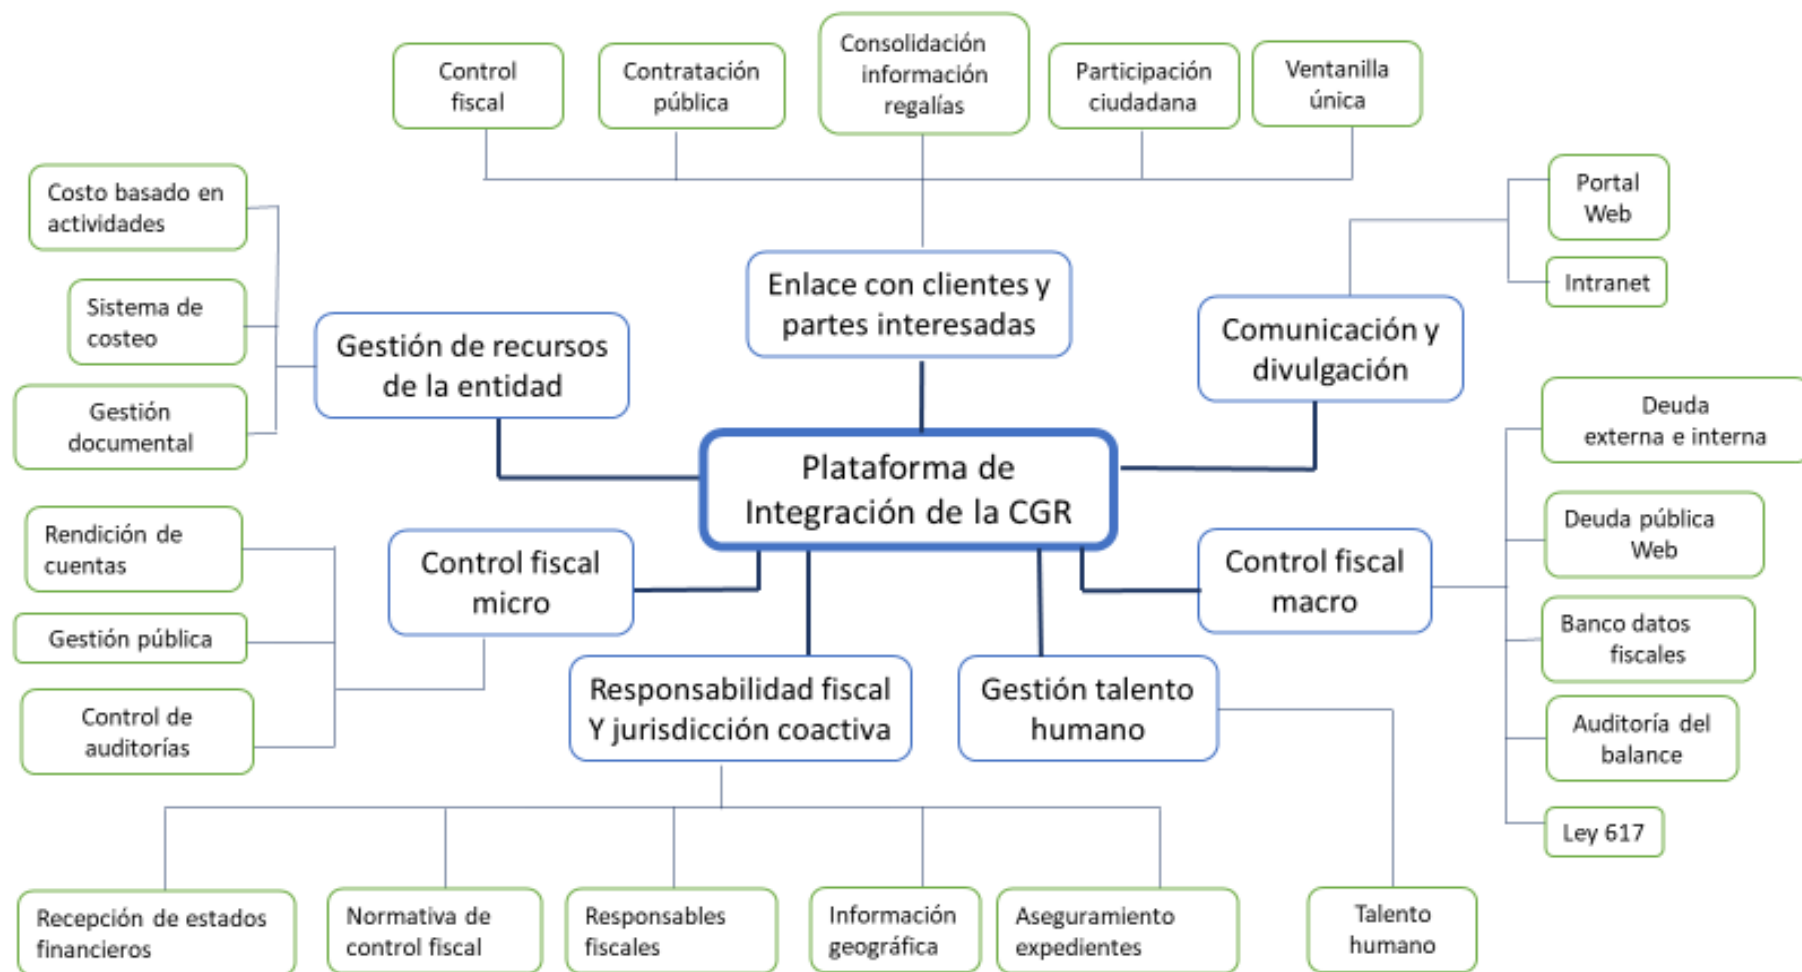 Control
fiscal
Contratación
pública
Consolidación
información
regalías
Participación
ciudadana
Ventanilla
única
Costo basado en
actividades
Sistema de
costeo
Gestión
documental
Gestión de recursos
de la entidad
Enlace con clientes y
partes interesadas
Comunicación y
divulgación
Portal
Web
Intranet
Plataforma de
Integración de la CGR
Rendición de
cuentas
Gestión pública
Control de
auditorías
Control fiscal
micro
Control fiscal
macro
Deuda
externa e interna
Deuda pública
Web
Banco datos
fiscales
Auditoría del
balance
Ley 617
Responsabilidad fiscal
Y jurisdicción coactiva
Gestión talento
humano
Recepción de estados
financieros
Normativa de
control fiscal
Responsables
fiscales
Información
geográfica
Aseguramiento
expedientes
Talento
humano